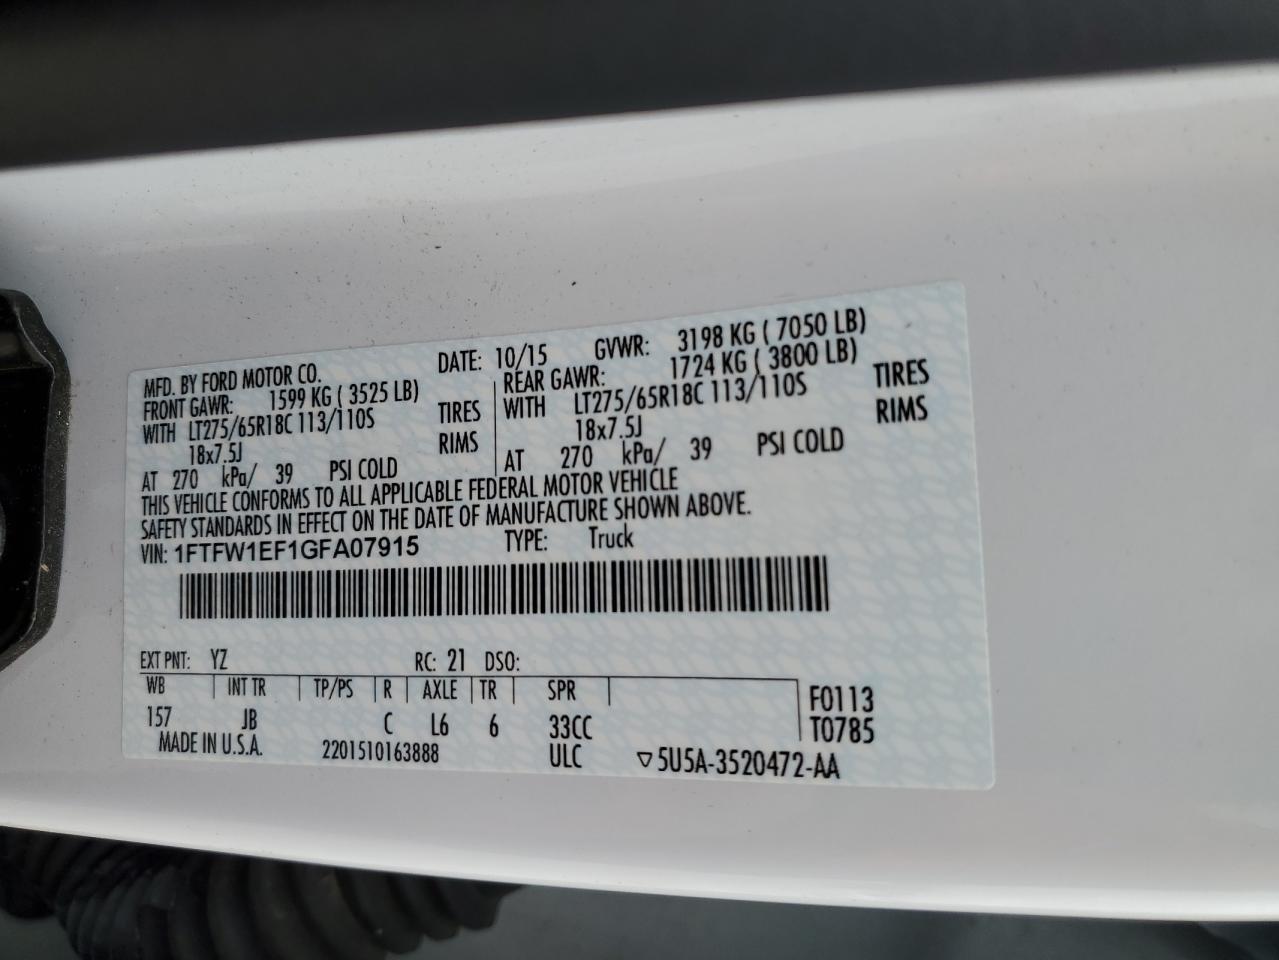 MFD. BY FORD MOTOR CO. DATE: 10/15 GVWR: 3198 KG ( 7050 LB)
FRONT GAWR: 1599 KG ( 3525 LB) REAR GAWR: 1724 KG ( 3800 LB)
WITH LT275/65R18C 113/110S TIRES WITH LT275/65R18C 113/110S TIRES
18x7.5J RIMS 18x7.5J RIMS
AT 270 kPa/ 39 PSI COLD AT 270 kPa/ 39 PSI COLD
THIS VEHICLE CONFORMS TO ALL APPLICABLE FEDERAL MOTOR VEHICLE
SAFETY STANDARDS IN EFFECT ON THE DATE OF MANUFACTURE SHOWN ABOVE.
VIN: 1FTFW1EF1GFA07915 TYPE: Truck
EXT PNT: YZ RC: 21 DSO:
WB INT TR TP/PS R AXLE TR SPR F0113
157 JB C L6 6 33CC T0785
MADE IN U.S.A. 2201510163888 ULC ▽5U5A-3520472-AA